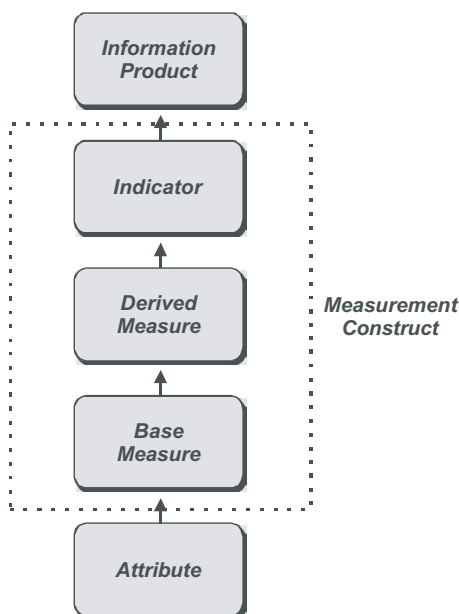 Information
Product
Indicator
Derived
Measure
Measurement
Construct
Base
Measure
Attribute